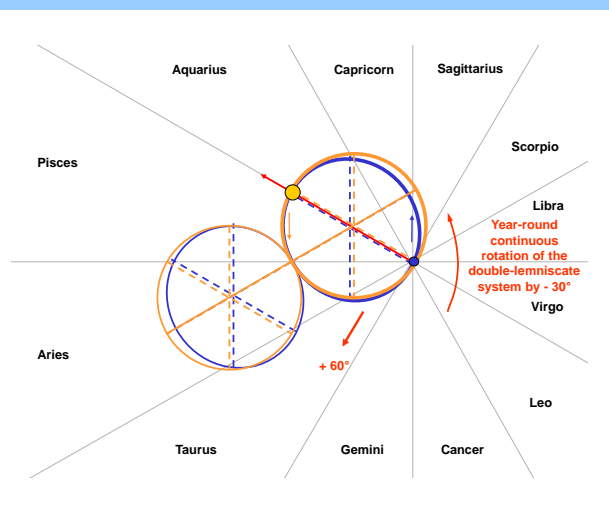 Aquarius
Capricorn
Sagittarius
Scorpio
Pisces
Libra
Year-round
continuous
rotation of the
double-lemniscate
system by - 30°
Virgo
Aries
+ 60°
Leo
Taurus
Gemini
Cancer